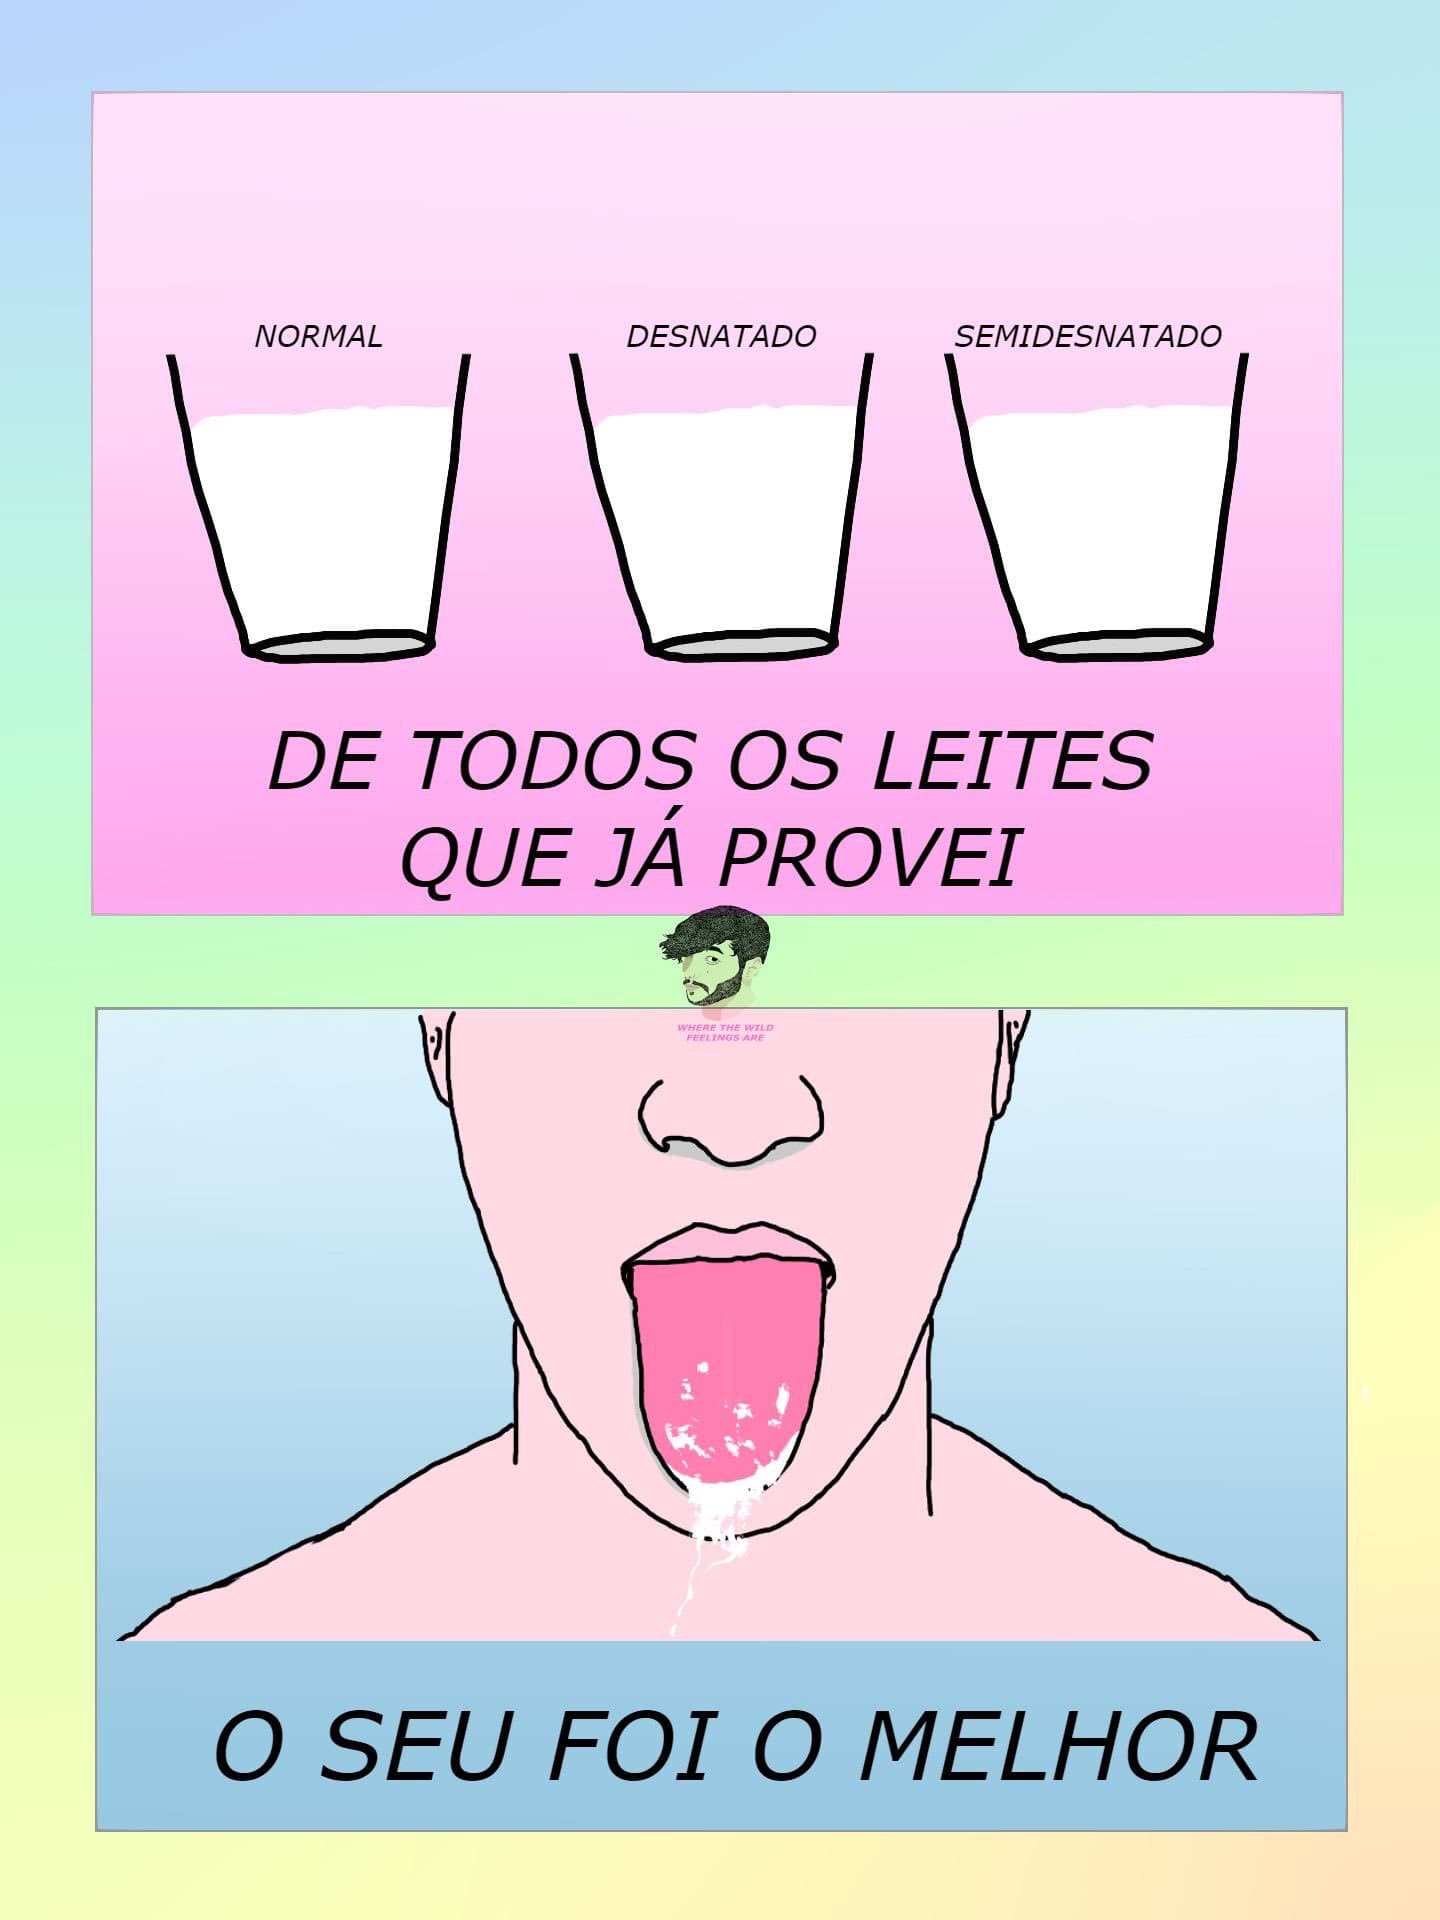 NORMAL
DESNATADO
SEMIDESNATADO
DE TODOS OS LEITES
QUE JÁ PROVEI
WHERE THE WILD
FEELINGS ARE
O SEU FOI O MELHOR